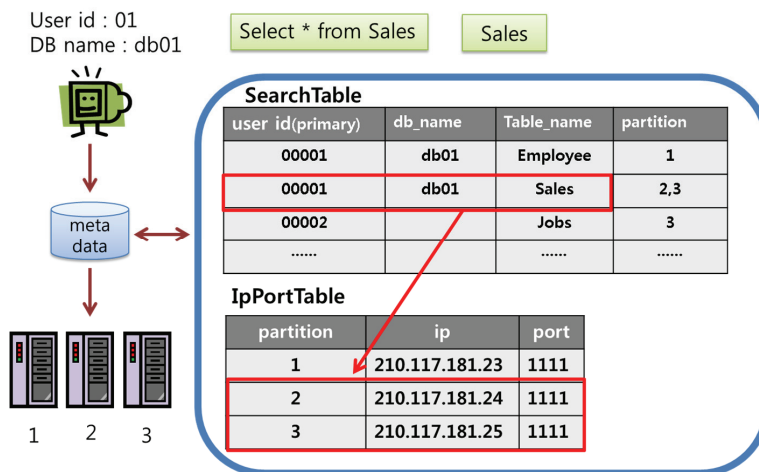 User id : 01
DB name : db01
Select * from Sales
Sales
SearchTable
user id(primary) db_name Table_name partition
00001 db01 Employee 1
00001 db01 Sales 2,3
00002 Jobs 3
...... ...... ......
meta
data
IpPortTable
partition ip port
1 210.117.181.23 1111
2 210.117.181.24 1111
3 210.117.181.25 1111
1 2 3